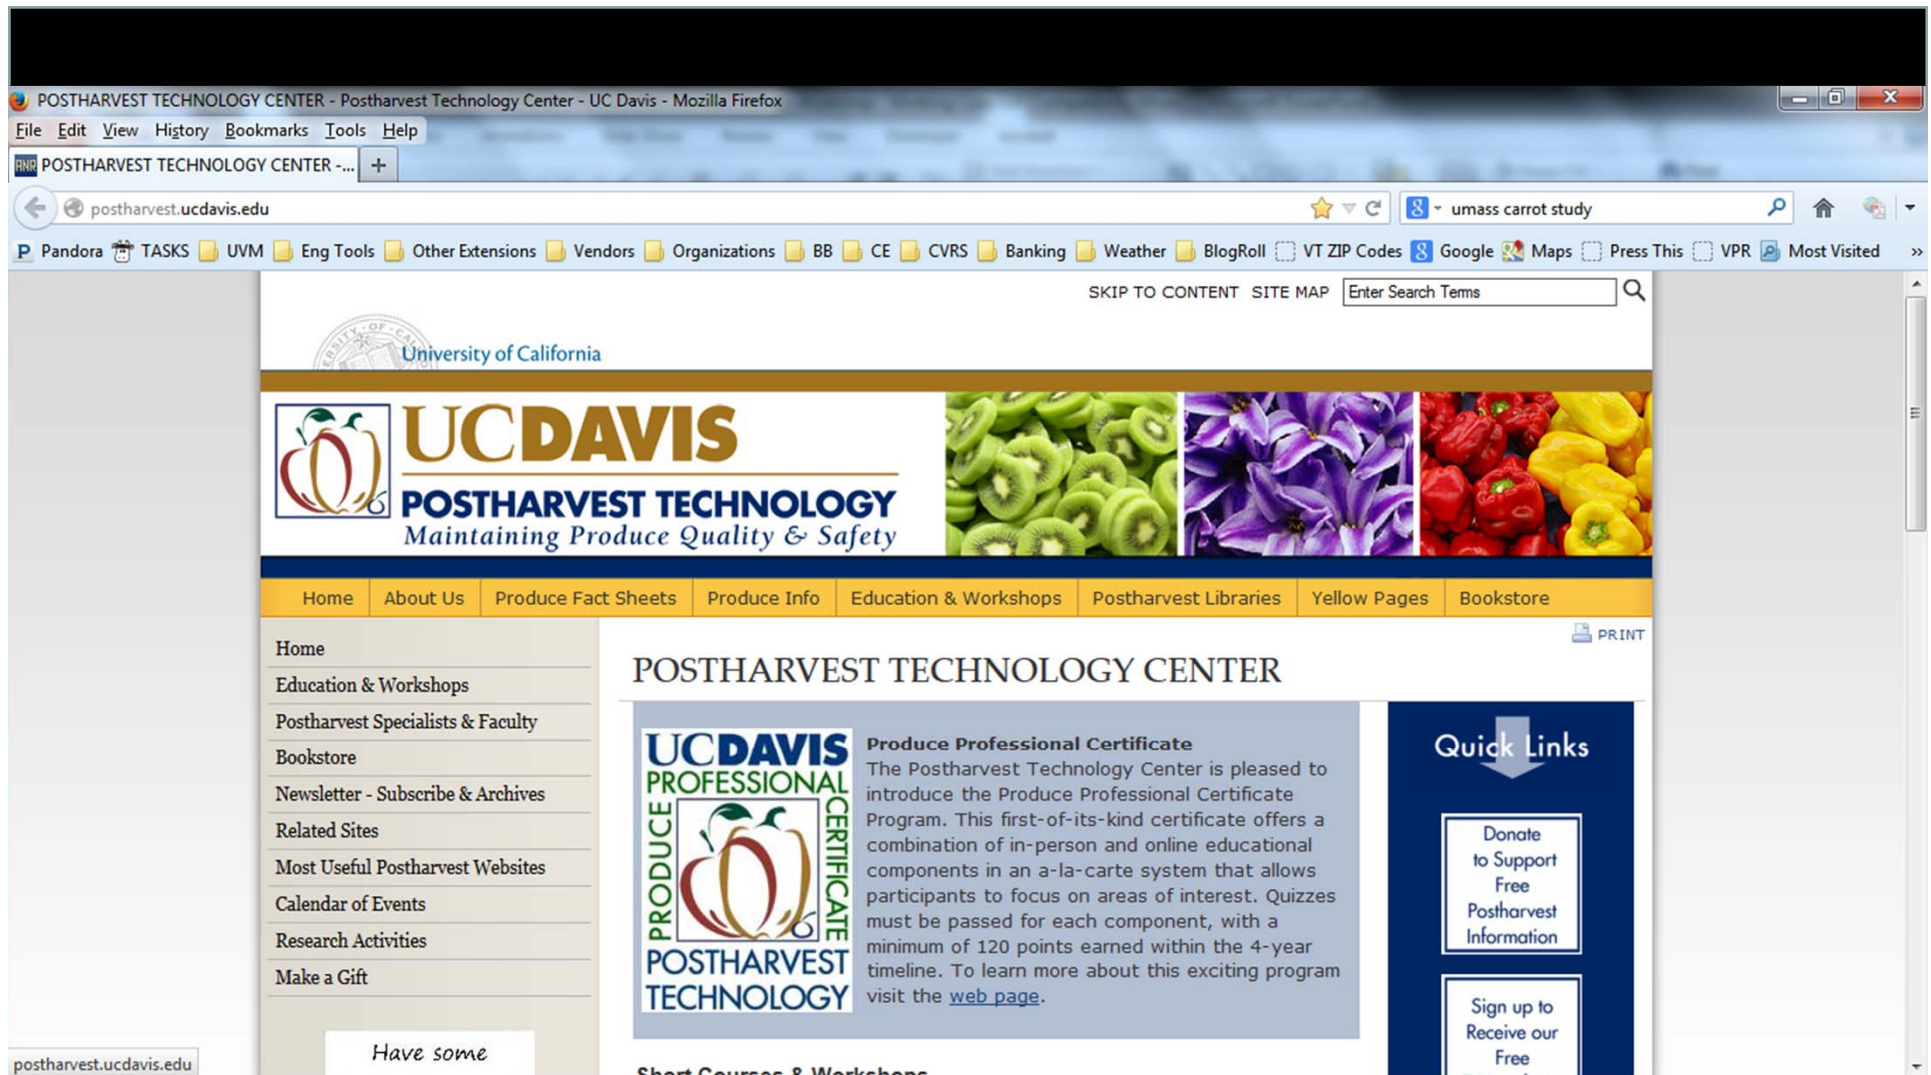 POSTHARVEST TECHNOLOGY CENTER - Postharvest Technology Center - UC Davis - Mozilla Firefox
File Edit View History Bookmarks Tools Help
ANR POSTHARVEST TECHNOLOGY CENTER -... +
postharvest.ucdavis.edu umass carrot study
Pandora TASKS UVM Eng Tools Other Extensions Vendors Organizations BB CE CVRS Banking Weather BlogRoll VT ZIP Codes Google Maps Press This VPR Most Visited »
SKIP TO CONTENT SITE MAP Enter Search Terms
University of California
UCDAVIS
POSTHARVEST TECHNOLOGY
Maintaining Produce Quality & Safety
Home About Us Produce Fact Sheets Produce Info Education & Workshops Postharvest Libraries Yellow Pages Bookstore
PRINT
Home
Education & Workshops
Postharvest Specialists & Faculty
Bookstore
Newsletter - Subscribe & Archives
Related Sites
Most Useful Postharvest Websites
Calendar of Events
Research Activities
Make a Gift
Have some
POSTHARVEST TECHNOLOGY CENTER
UCDAVIS
PROFESSIONAL
PRODUCE
CERTIFICATE
POSTHARVEST
TECHNOLOGY
Produce Professional Certificate
The Postharvest Technology Center is pleased to
introduce the Produce Professional Certificate
Program. This first-of-its-kind certificate offers a
combination of in-person and online educational
components in an a-la-carte system that allows
participants to focus on areas of interest. Quizzes
must be passed for each component, with a
minimum of 120 points earned within the 4-year
timeline. To learn more about this exciting program
visit the web page.
Short Courses & Workshops
Quick Links
Donate
to Support
Free
Postharvest
Information
Sign up to
Receive our
Free
postharvest.ucdavis.edu